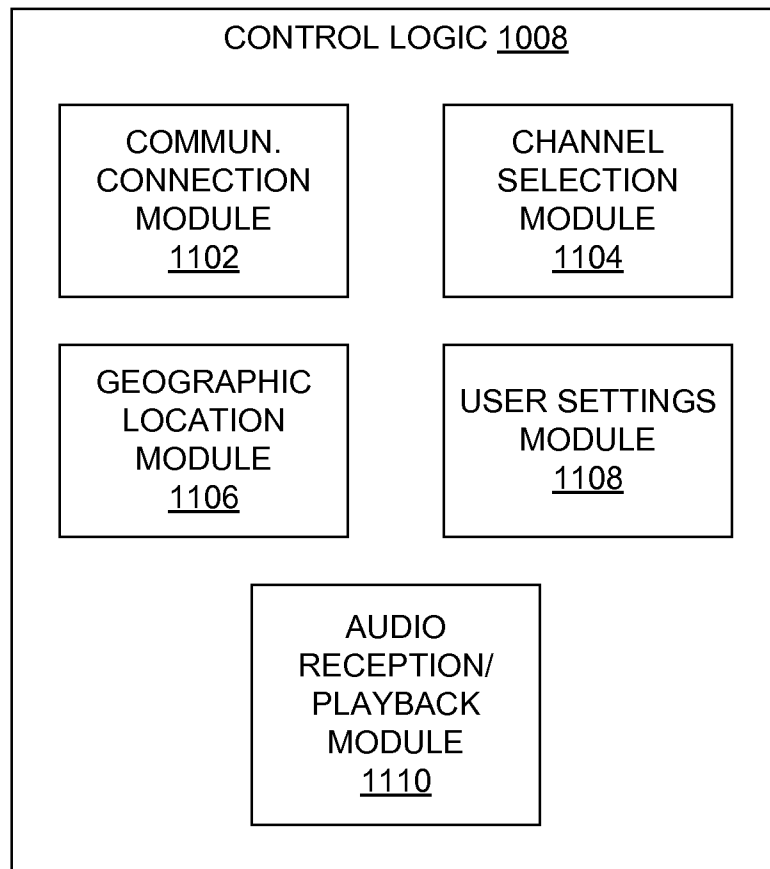 CONTROL LOGIC 1008
COMMUN.
CONNECTION
MODULE
1102
CHANNEL
SELECTION
MODULE
1104
GEOGRAPHIC
LOCATION
MODULE
1106
USER SETTINGS
MODULE
1108
AUDIO
RECEPTION/
PLAYBACK
MODULE
1110